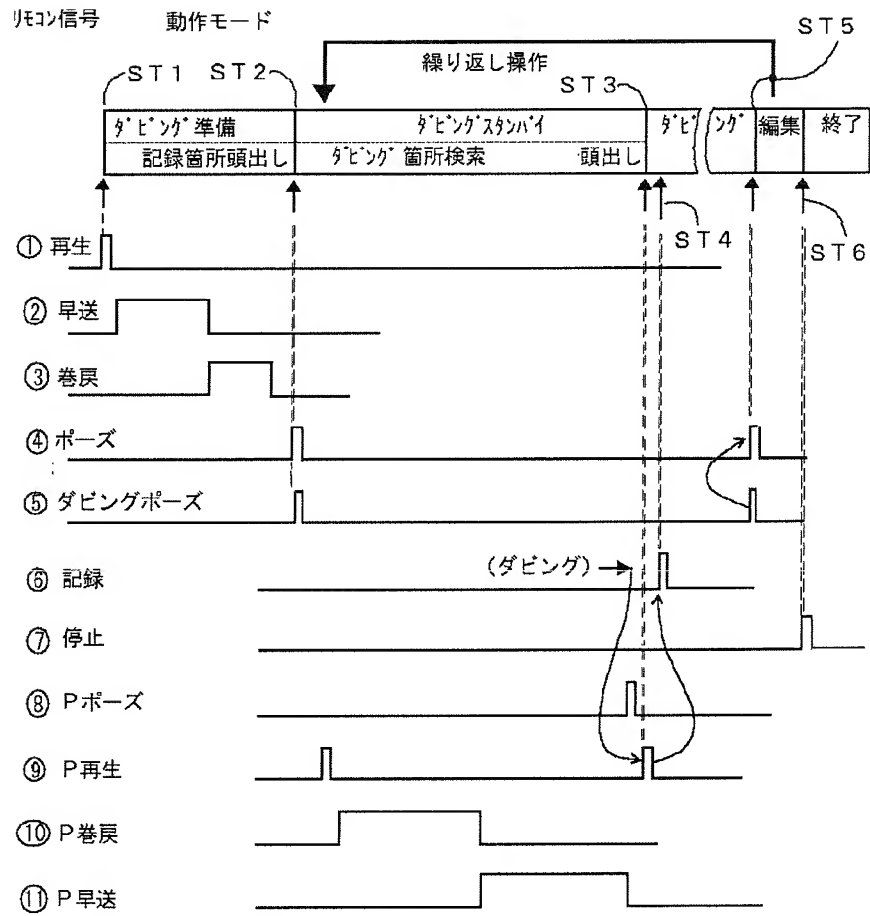 ﾘﾓｺﾝ信号 動作モード
ＳＴ５
繰り返し操作
ＳＴ１ ＳＴ２
ＳＴ３
ﾀﾞﾋﾞﾝｸﾞ準備 ﾀﾞﾋﾞﾝｸﾞｽﾀﾝﾊﾞｲ ﾀﾞﾋﾞﾝｸﾞ 編集 終了
記録箇所頭出し ﾀﾞﾋﾞﾝｸﾞ箇所検索 頭出し
ＳＴ４
ＳＴ６
① 再生
② 早送
③ 巻戻
④ ポーズ
⑤ ダビングポーズ
⑥ 記録 (ダビング)
⑦ 停止
⑧ Ｐポーズ
⑨ Ｐ再生
⑩ Ｐ巻戻
⑪ Ｐ早送